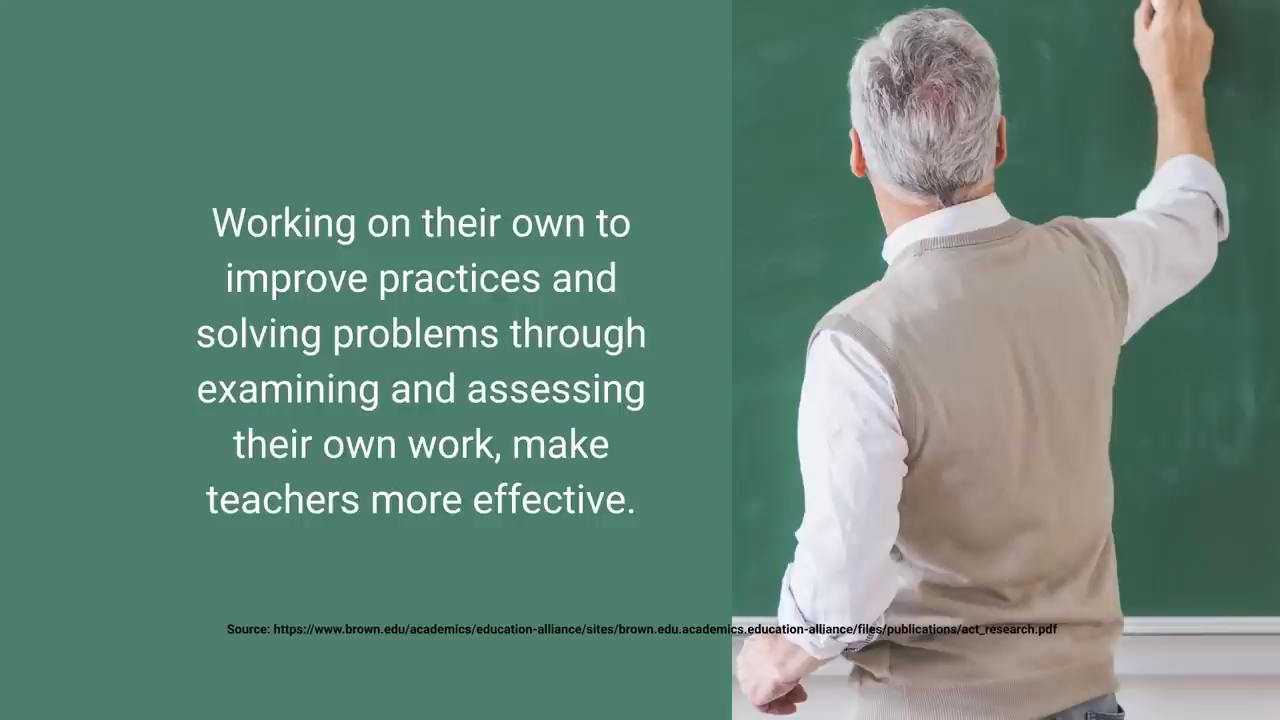 Working on their own to
improve practices and
solving problems through
examining and assessing
their own work, make
teachers more effective.
Source: https://www.brown.edu/academics/education-alliance/sites/brown.edu.academics.education-alliance/files/publications/act_research.pdf